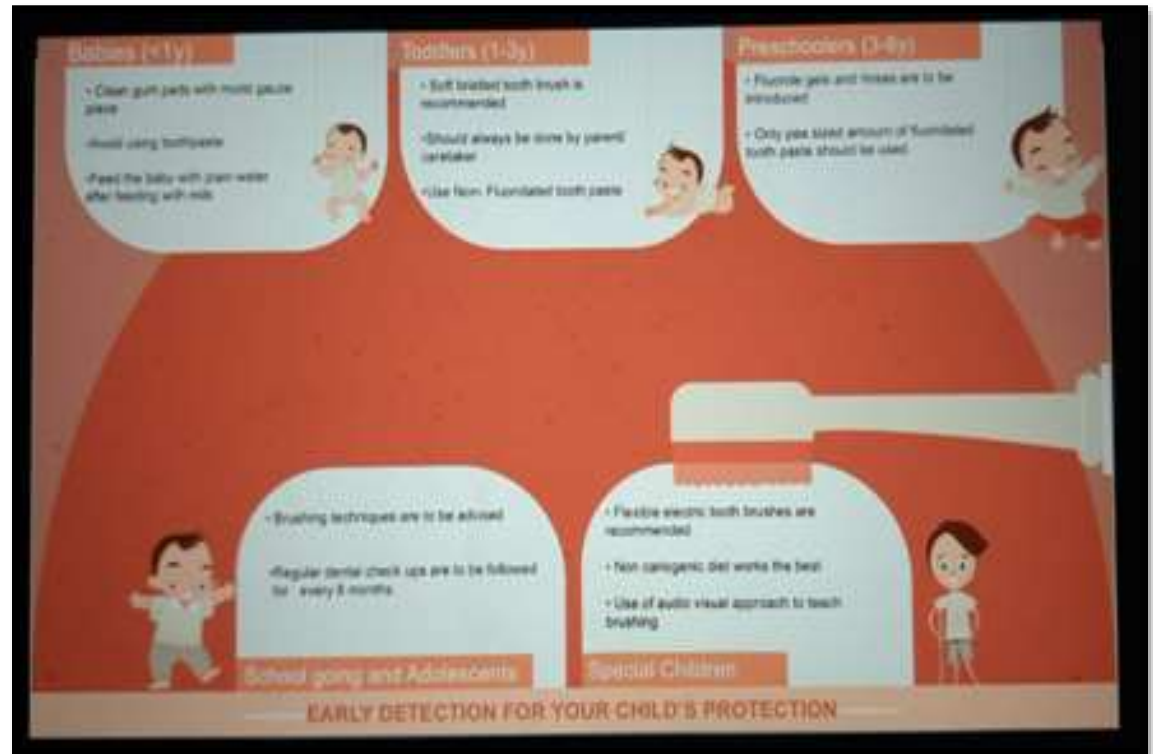 Babies (<1y)
• Clean gum pads with moist gauze
piece
•Avoid using toothpaste
•Feed the baby with plain water
after feeding with milk
Toddlers (1-3y)
• Soft bristled tooth brush is
recommended
•Should always be done by parent/
caretaker
•Use Non- Fluoridated tooth paste
Preschoolers (3-6y)
• Fluoride gels and rinses are to be
introduced
• Only pea sized amount of fluoridated
tooth paste should be used
• Brushing techniques are to be advised
•Regular dental check ups are to be followed
for every 6 months
School going and Adolescents
• Flexible electric tooth brushes are
recommended
• Non cariogenic diet works the best
• Use of audio visual approach to teach
brushing
Special Children
EARLY DETECTION FOR YOUR CHILD'S PROTECTION